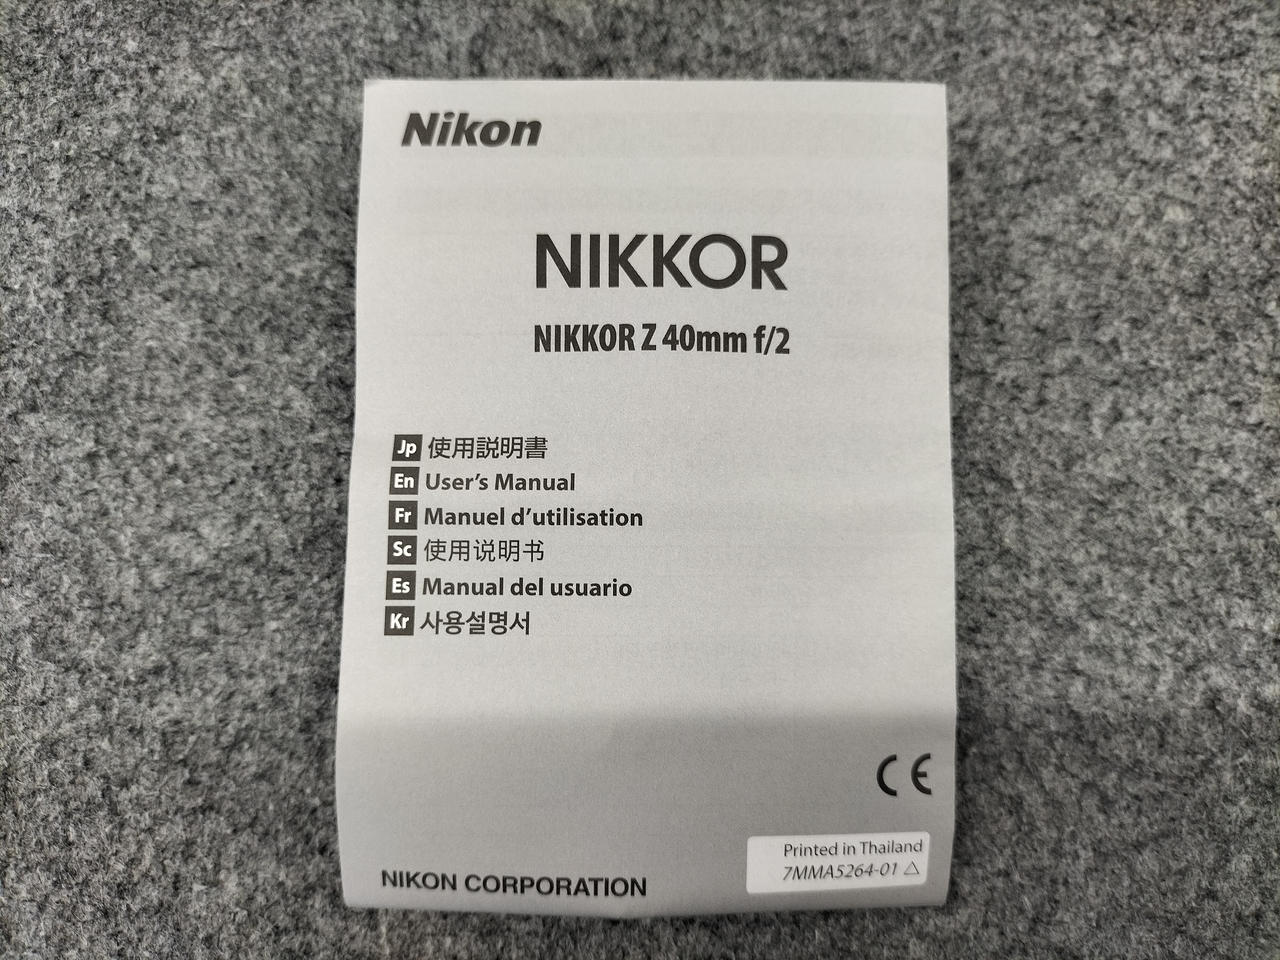 Nikon
NIKKOR
NIKKOR Z 40mm f/2
Jp 使用説明書
En User's Manual
Fr Manuel d'utilisation
Sc 使用说明书
Es Manual del usuario
Kr 사용설명서
CE
Printed in Thailand
7MMA5264-01 △
NIKON CORPORATION